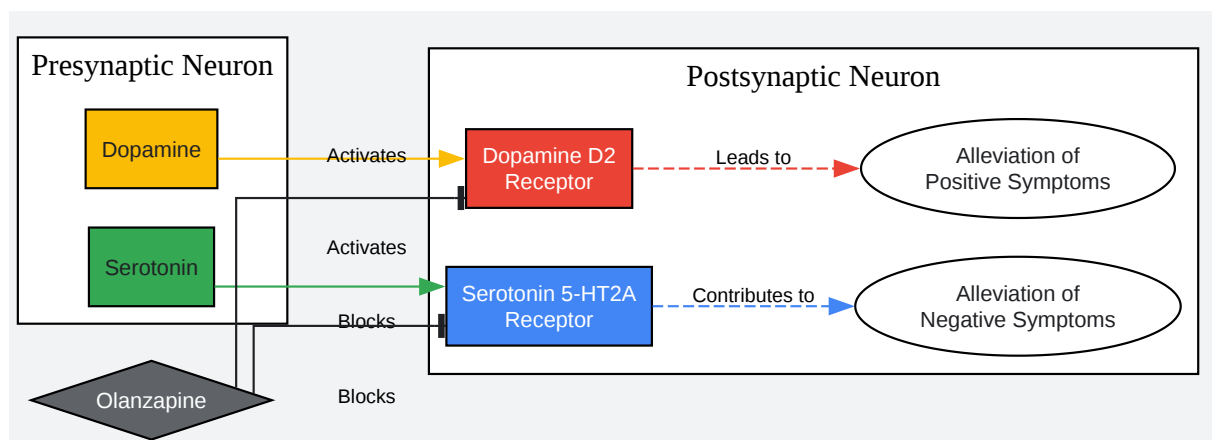 Presynaptic Neuron
Postsynaptic Neuron
Dopamine
Activates
Dopamine D2
Receptor
Leads to
Alleviation of
Positive Symptoms
Serotonin
Activates
Serotonin 5-HT2A
Receptor
Contributes to
Alleviation of
Negative Symptoms
Blocks
Olanzapine
Blocks